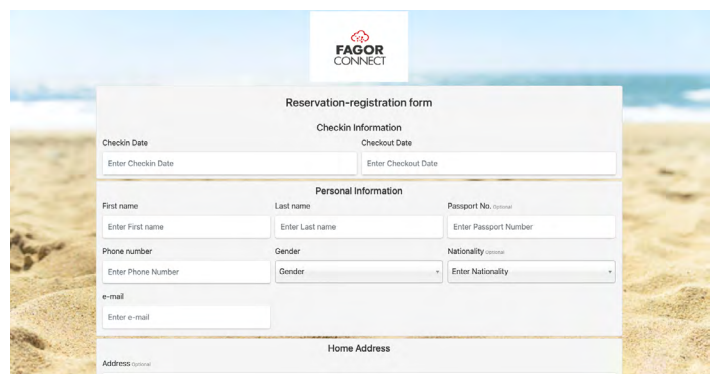 FAGOR
CONNECT
Reservation-registration form
Checkin Information
Checkin Date Checkout Date
Enter Checkin Date Enter Checkout Date
Personal Information
First name Last name Passport No. Optional
Enter First name Enter Last name Enter Passport Number
Phone number Gender Nationality Optional
Enter Phone Number Gender Enter Nationality
e-mail
Enter e-mail
Home Address
Address Optional